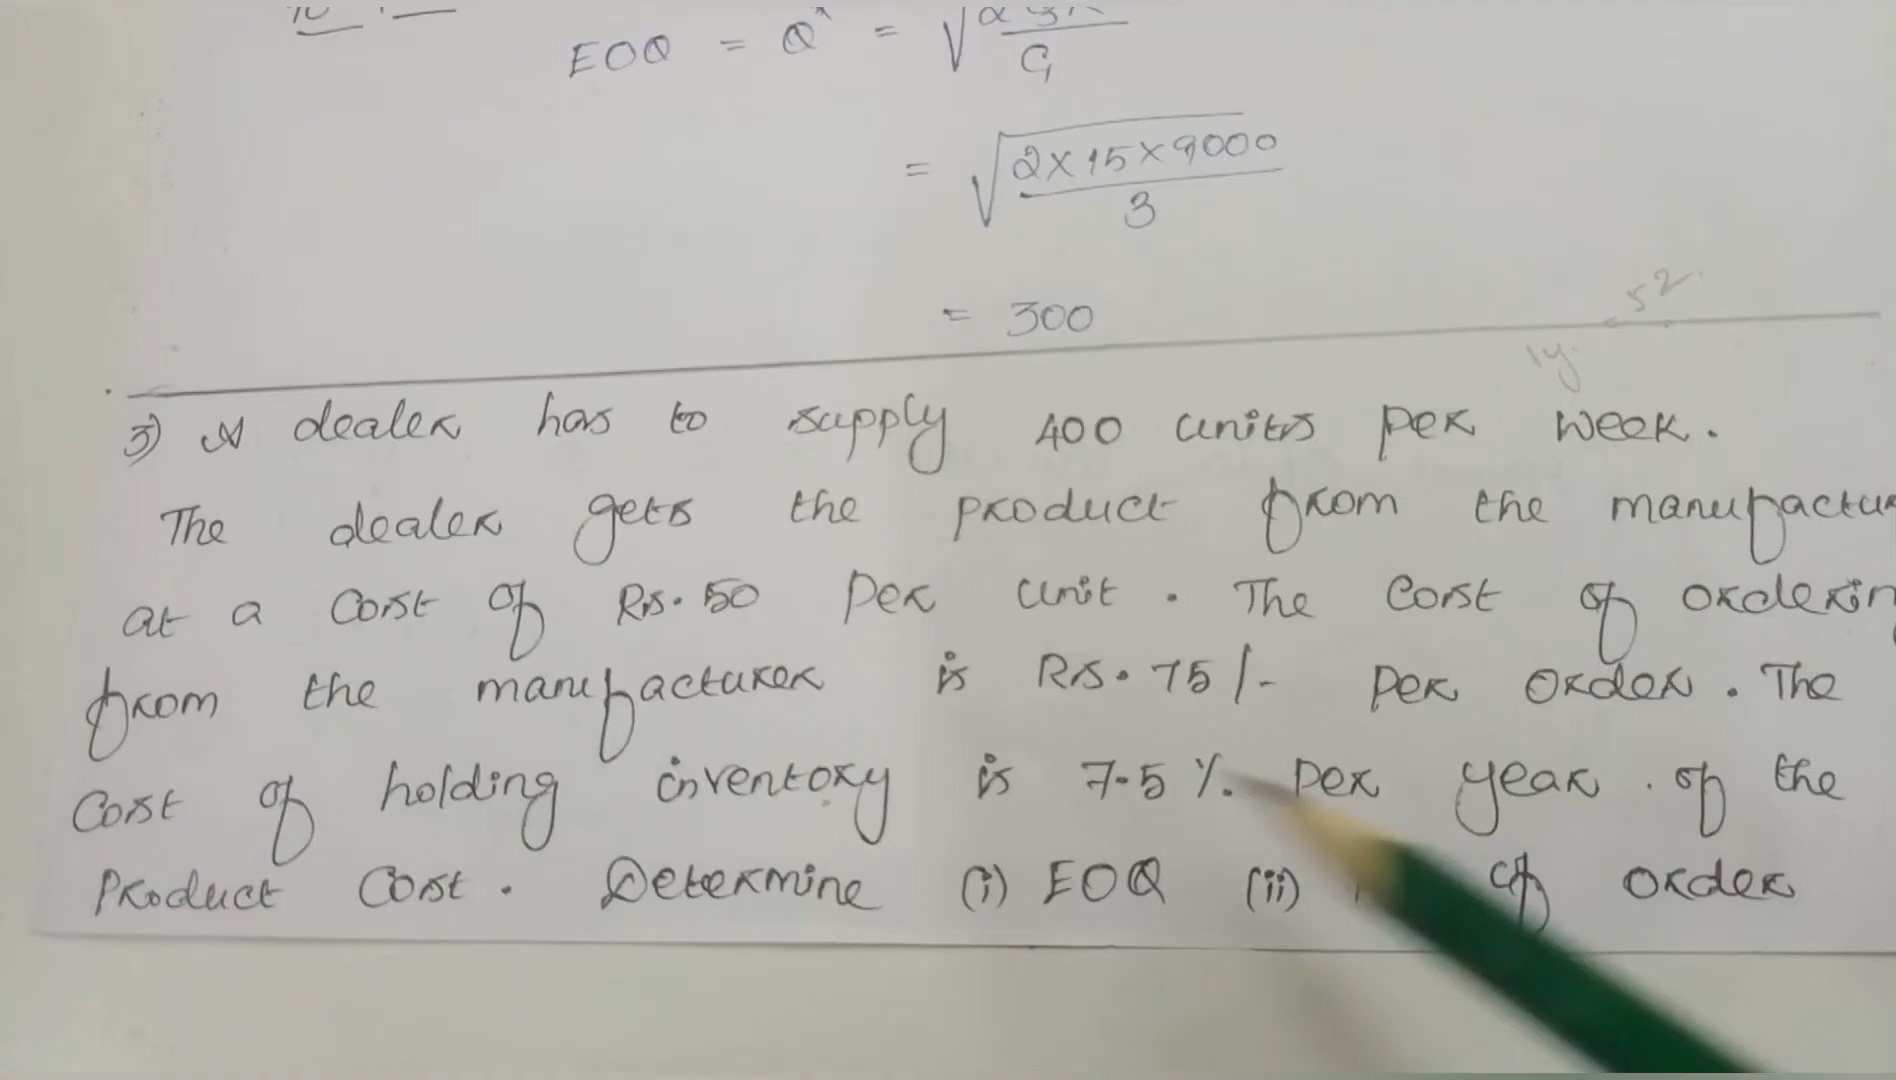 EOQ = Q* =
C₁
= √2×15×9000
3
= 300
52
1y
3) A dealer has to supply 400 units per week.
The dealer gets the product from the manufactur
at a cost of Rs. 50 per unit. The cost of orderin
from the manufacturer is Rs. 75/- per order. The
cost of holding inventory is 7.5% per year. of the
product cost. Determine (i) EOQ (ii) of order